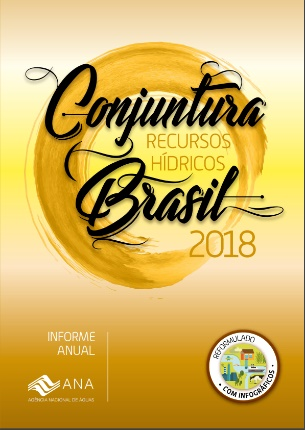 Conjuntura
RECURSOS
HÍDRICOS
Brasil
2018
INFORME
ANUAL
ANA
AGÊNCIA NACIONAL DE ÁGUAS
REFORMULADO
• COM INFOGRÁFICOS •